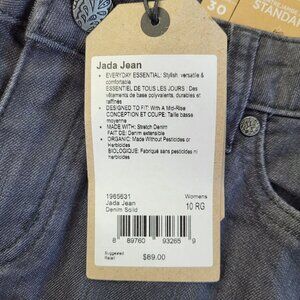 30
STANDA
Jada Jean
• EVERYDAY ESSENTIAL: Stylish, versatile &
comfortable
ESSENTIEL DE TOUS LES JOURS : Des
vêtements de base polyvalents, durables et
raffinés
• DESIGNED TO FIT: With A Mid-Rise
CONCEPTION ET COUPE: Taille basse
moyenne
• MADE WITH: Stretch Denim
FAIT DE: Denim extensible
• ORGANIC: Made Without Pesticides or
Herbicides
BIOLOGIQUE: Fabriqué sans pesticides ni
herbicides
1965631 Womens
Jada Jean 10 RG
Denim Solid
8 89760 93265 9
Suggested
Retail $89.00